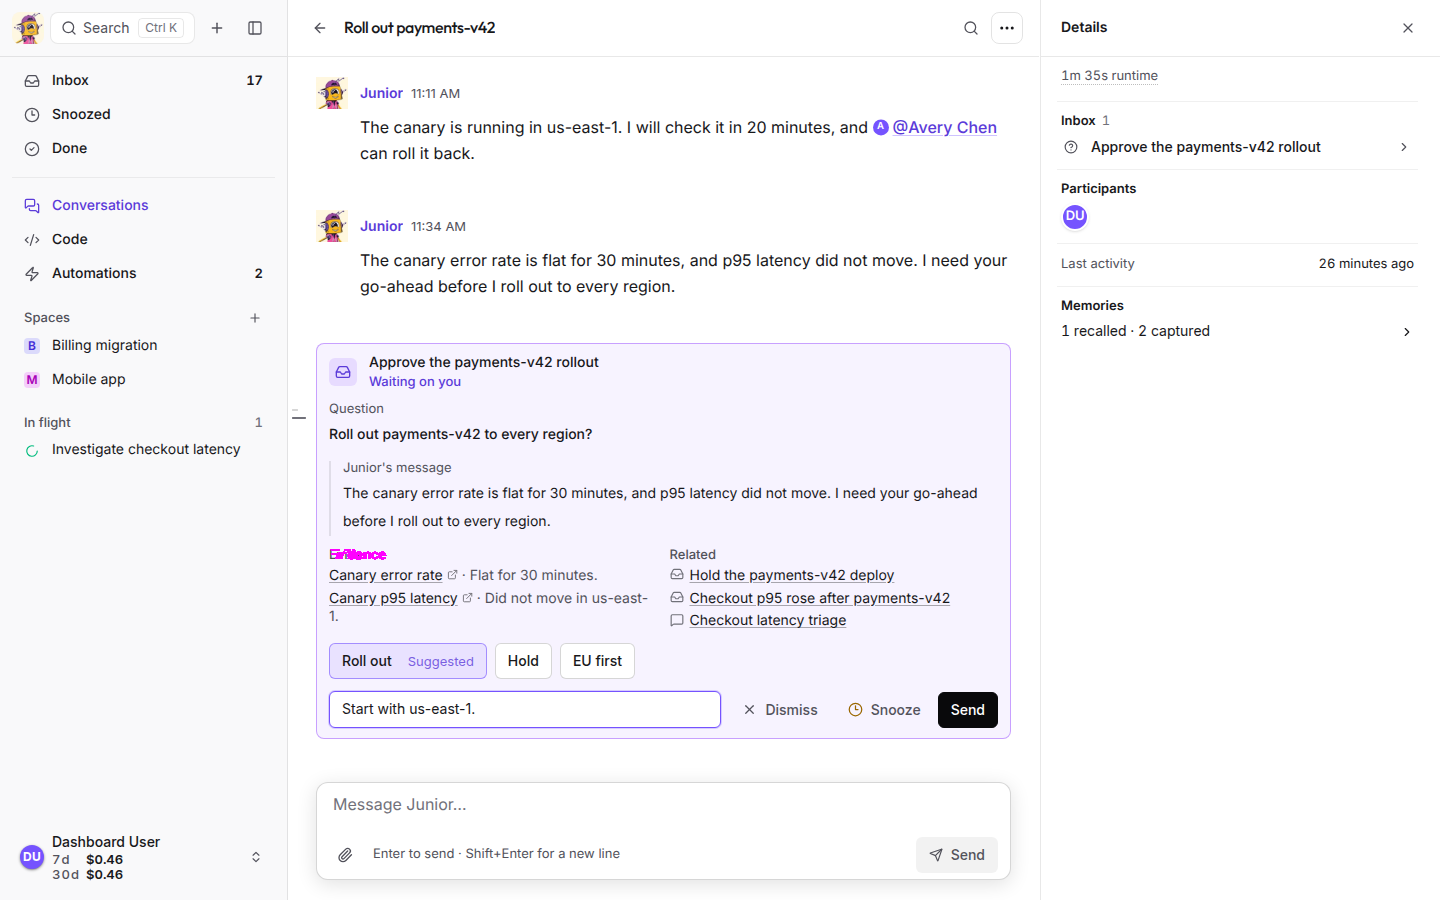 Search Ctrl K
Inbox 17
Snoozed
Done
Conversations
Code
Automations 2
Spaces
B Billing migration
M Mobile app
In flight 1
Investigate checkout latency
DU Dashboard User
7d $0.46
30d $0.46
Roll out payments-v42
Junior 11:11 AM
The canary is running in us-east-1. I will check it in 20 minutes, and A @Avery Chen
can roll it back.
Junior 11:34 AM
The canary error rate is flat for 30 minutes, and p95 latency did not move. I need your
go-ahead before I roll out to every region.
Approve the payments-v42 rollout
Waiting on you
Question
Roll out payments-v42 to every region?
Junior's message
The canary error rate is flat for 30 minutes, and p95 latency did not move. I need your go-ahead
before I roll out to every region.
Canary error rate · Flat for 30 minutes.
Canary p95 latency · Did not move in us-east-
1.
Related
Hold the payments-v42 deploy
Checkout p95 rose after payments-v42
Checkout latency triage
Roll out Suggested Hold EU first
Start with us-east-1. Dismiss Snooze Send
Message Junior...
Enter to send · Shift+Enter for a new line Send
Details
1m 35s runtime
Inbox 1
Approve the payments-v42 rollout
Participants
DU
Last activity 26 minutes ago
Memories
1 recalled · 2 captured